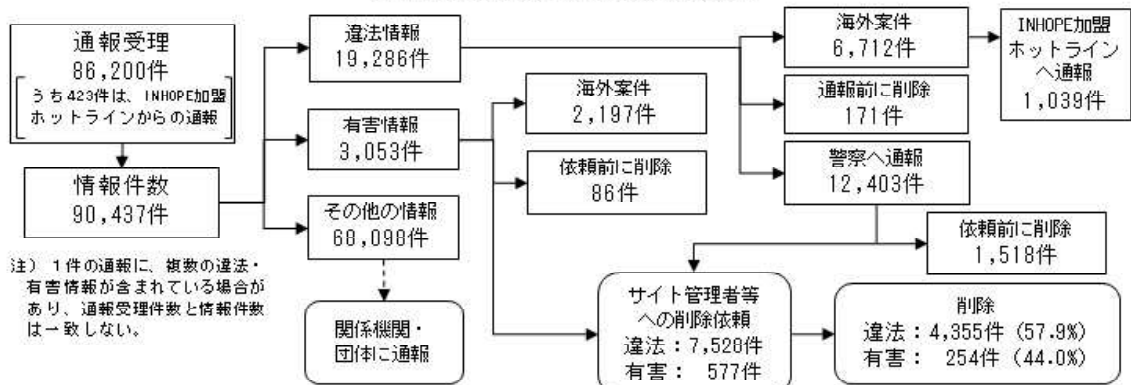 通報受理
86,200件
うち423件は、INHOPE加盟
ホットラインからの通報
情報件数
90,437件
注) 1件の通報に、複数の違法・
有害情報が含まれている場合が
あり、通報受理件数と情報件数
は一致しない。
違法情報
19,286件
有害情報
3,053件
その他の情報
68,098件
関係機関・
団体に通報
海外案件
2,197件
依頼前に削除
86件
海外案件
6,712件
通報前に削除
171件
警察へ通報
12,403件
INHOPE加盟
ホットライン
へ通報
1,039件
依頼前に削除
1,518件
サイト管理者等
への削除依頼
違法:7,528件
有害: 577件
削除
違法:4,355件 (57.9%)
有害: 254件 (44.0%)